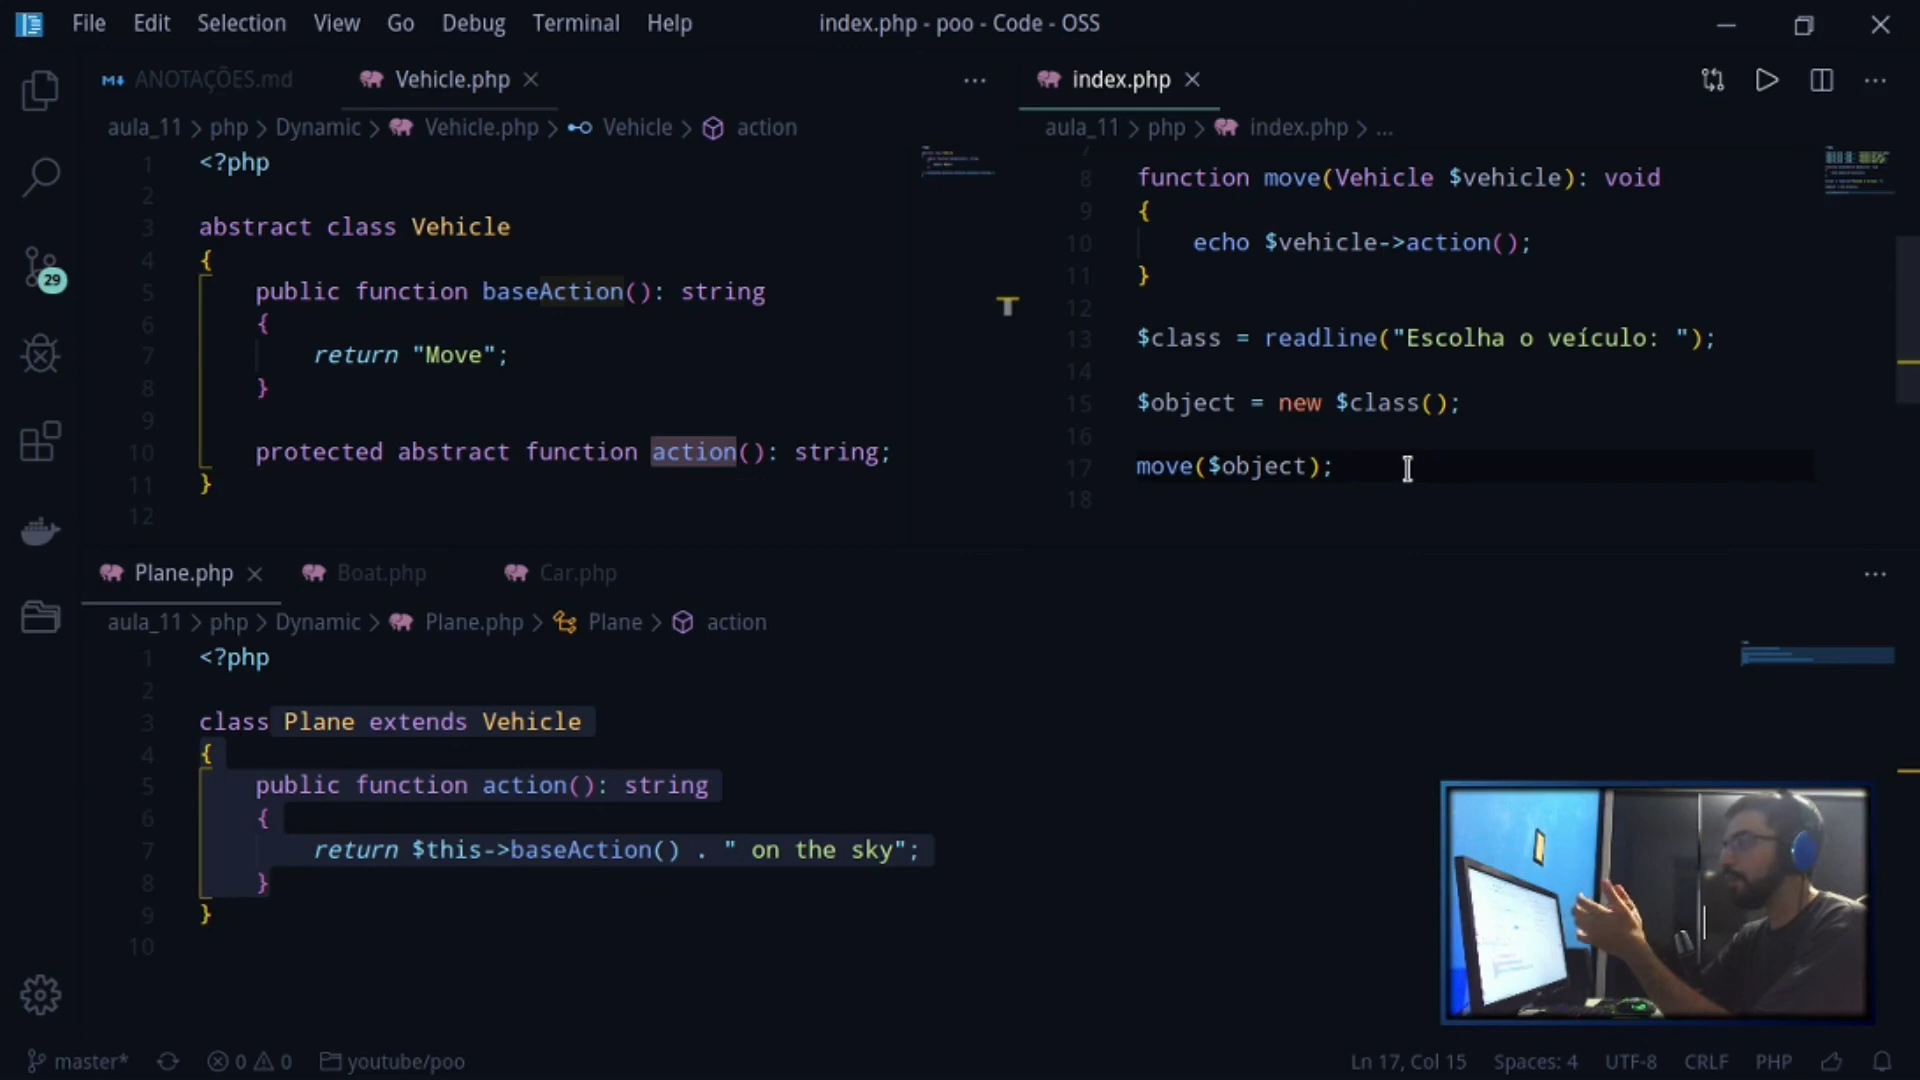 File Edit Selection View Go Debug Terminal Help
index.php - poo - Code - OSS
ANOTAÇÕES.md
Vehicle.php
aula_11 > php > Dynamic > Vehicle.php > Vehicle > action
1 <?php
2
3 abstract class Vehicle
4 {
5 public function baseAction(): string
6 {
7 return "Move";
8 }
9
10 protected abstract function action(): string;
11 }
12
index.php
aula_11 > php > index.php > ...
7
8 function move(Vehicle $vehicle): void
9 {
10 echo $vehicle->action();
11 }
12
13 $class = readline("Escolha o veículo: ");
14
15 $object = new $class();
16
17 move($object);
18
29
Plane.php
Boat.php
Car.php
aula_11 > php > Dynamic > Plane.php > Plane > action
1 <?php
2
3 class Plane extends Vehicle
4 {
5 public function action(): string
6 {
7 return $this->baseAction() . " on the sky";
8 }
9 }
10
master* 0 0 youtube/poo
Ln 17, Col 15 Spaces: 4 UTF-8 CRLF PHP